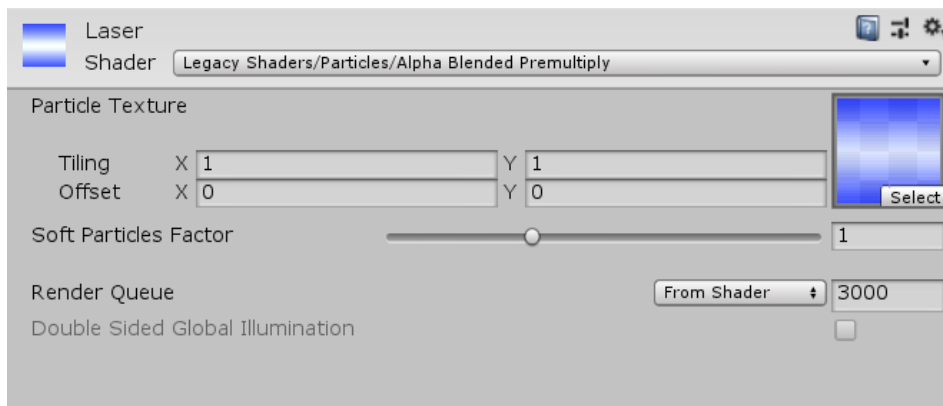 Laser
Shader Legacy Shaders/Particles/Alpha Blended Premultiply
Particle Texture
Tiling X 1 Y 1
Offset X 0 Y 0
Select
Soft Particles Factor 1
Render Queue From Shader 3000
Double Sided Global Illumination